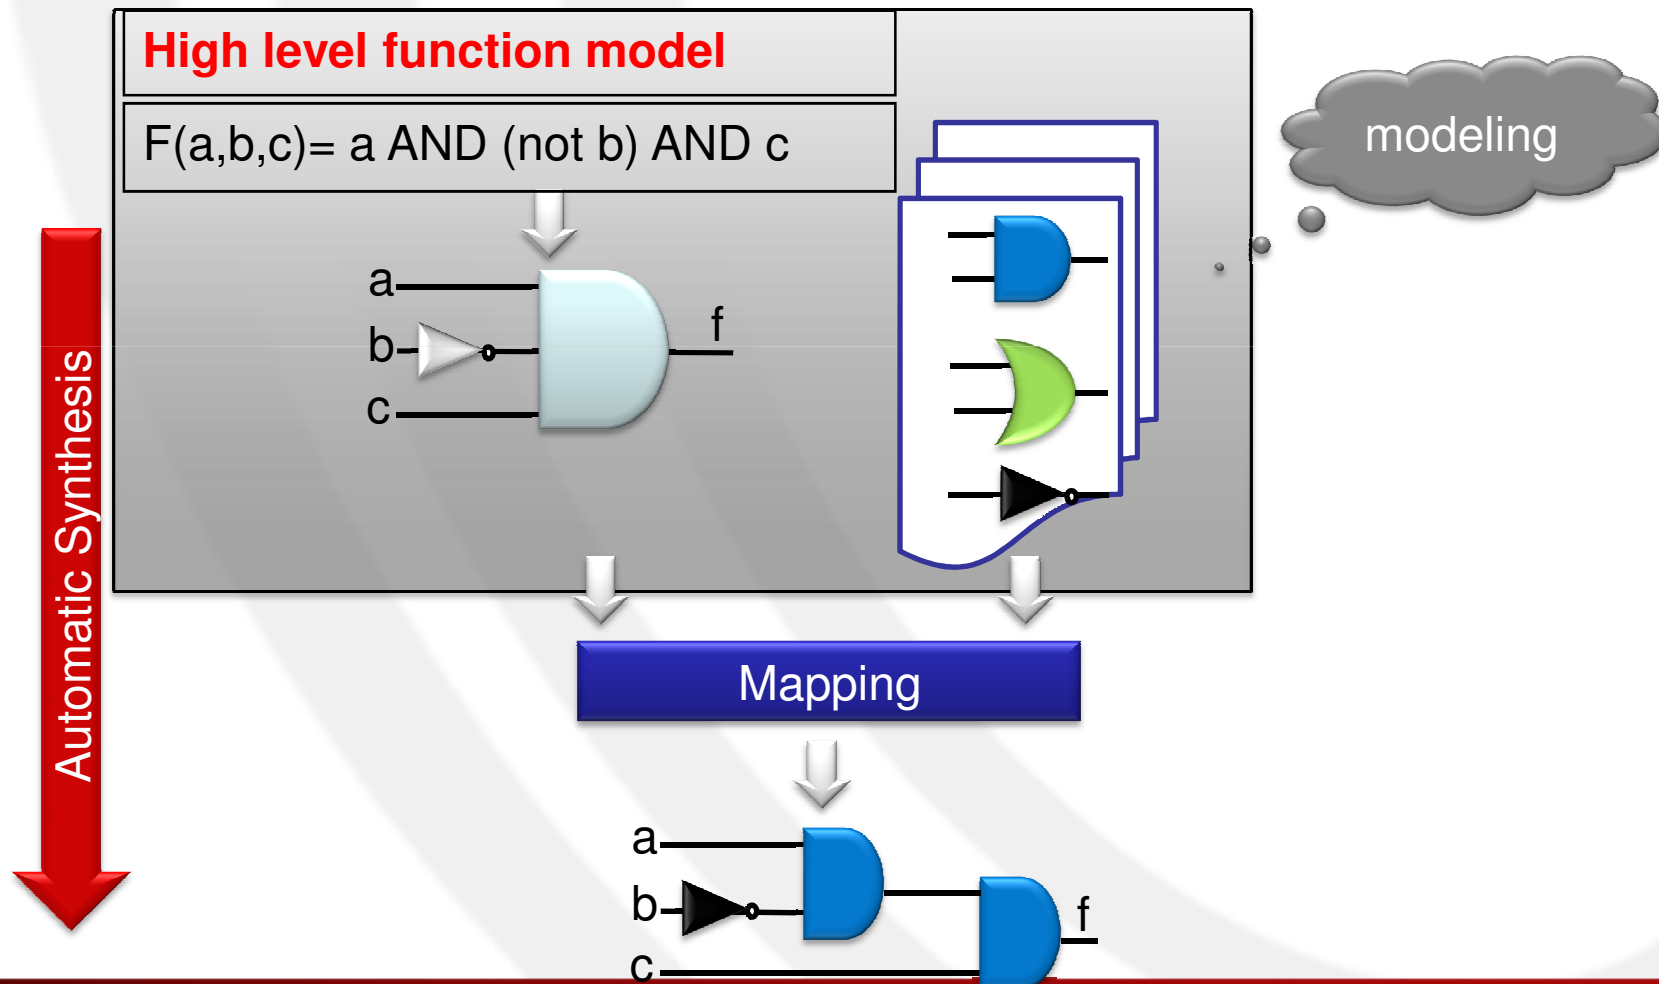 High level function model
F(a,b,c)= a AND (not b) AND c
modeling
a
b
c
f
Automatic Synthesis
Mapping
a
b
c
f